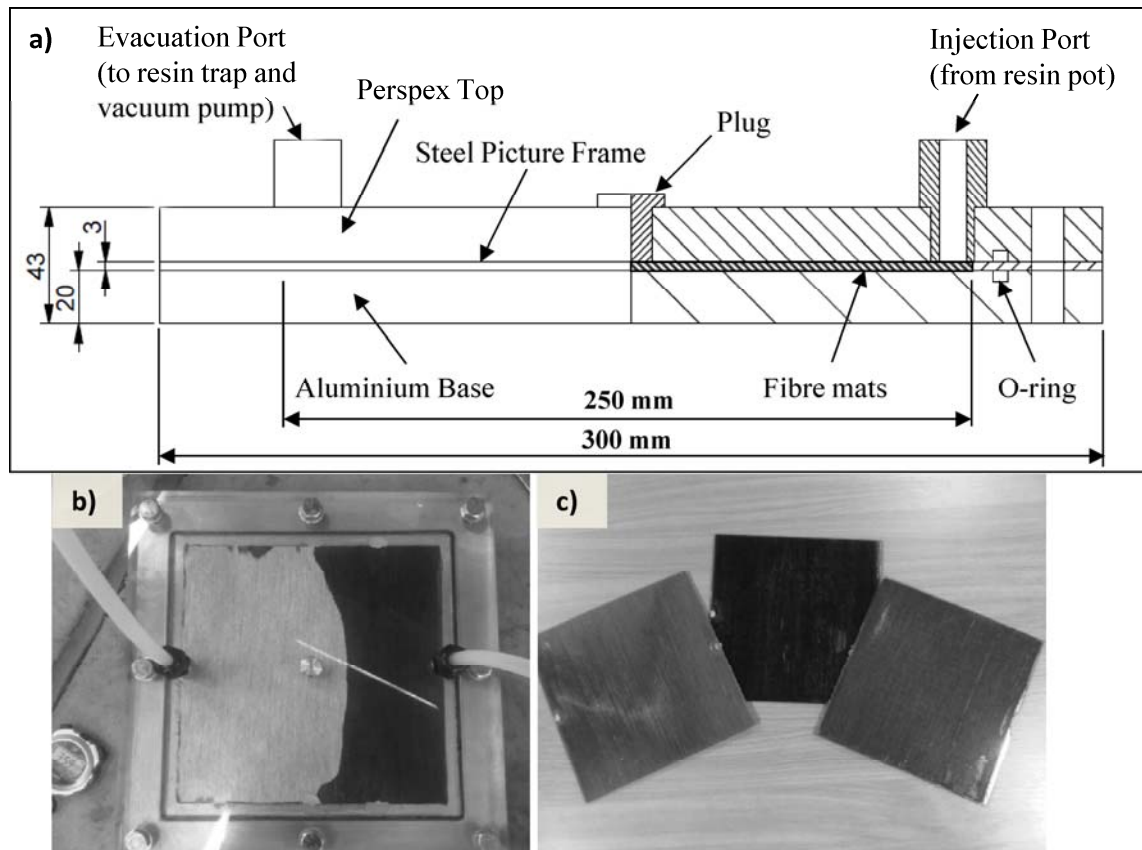 a)
Evacuation Port
(to resin trap and
vacuum pump)
Perspex Top
Steel Picture Frame
Plug
Injection Port
(from resin pot)
43
3
20
Aluminium Base
Fibre mats
O-ring
250 mm
300 mm
b)
c)